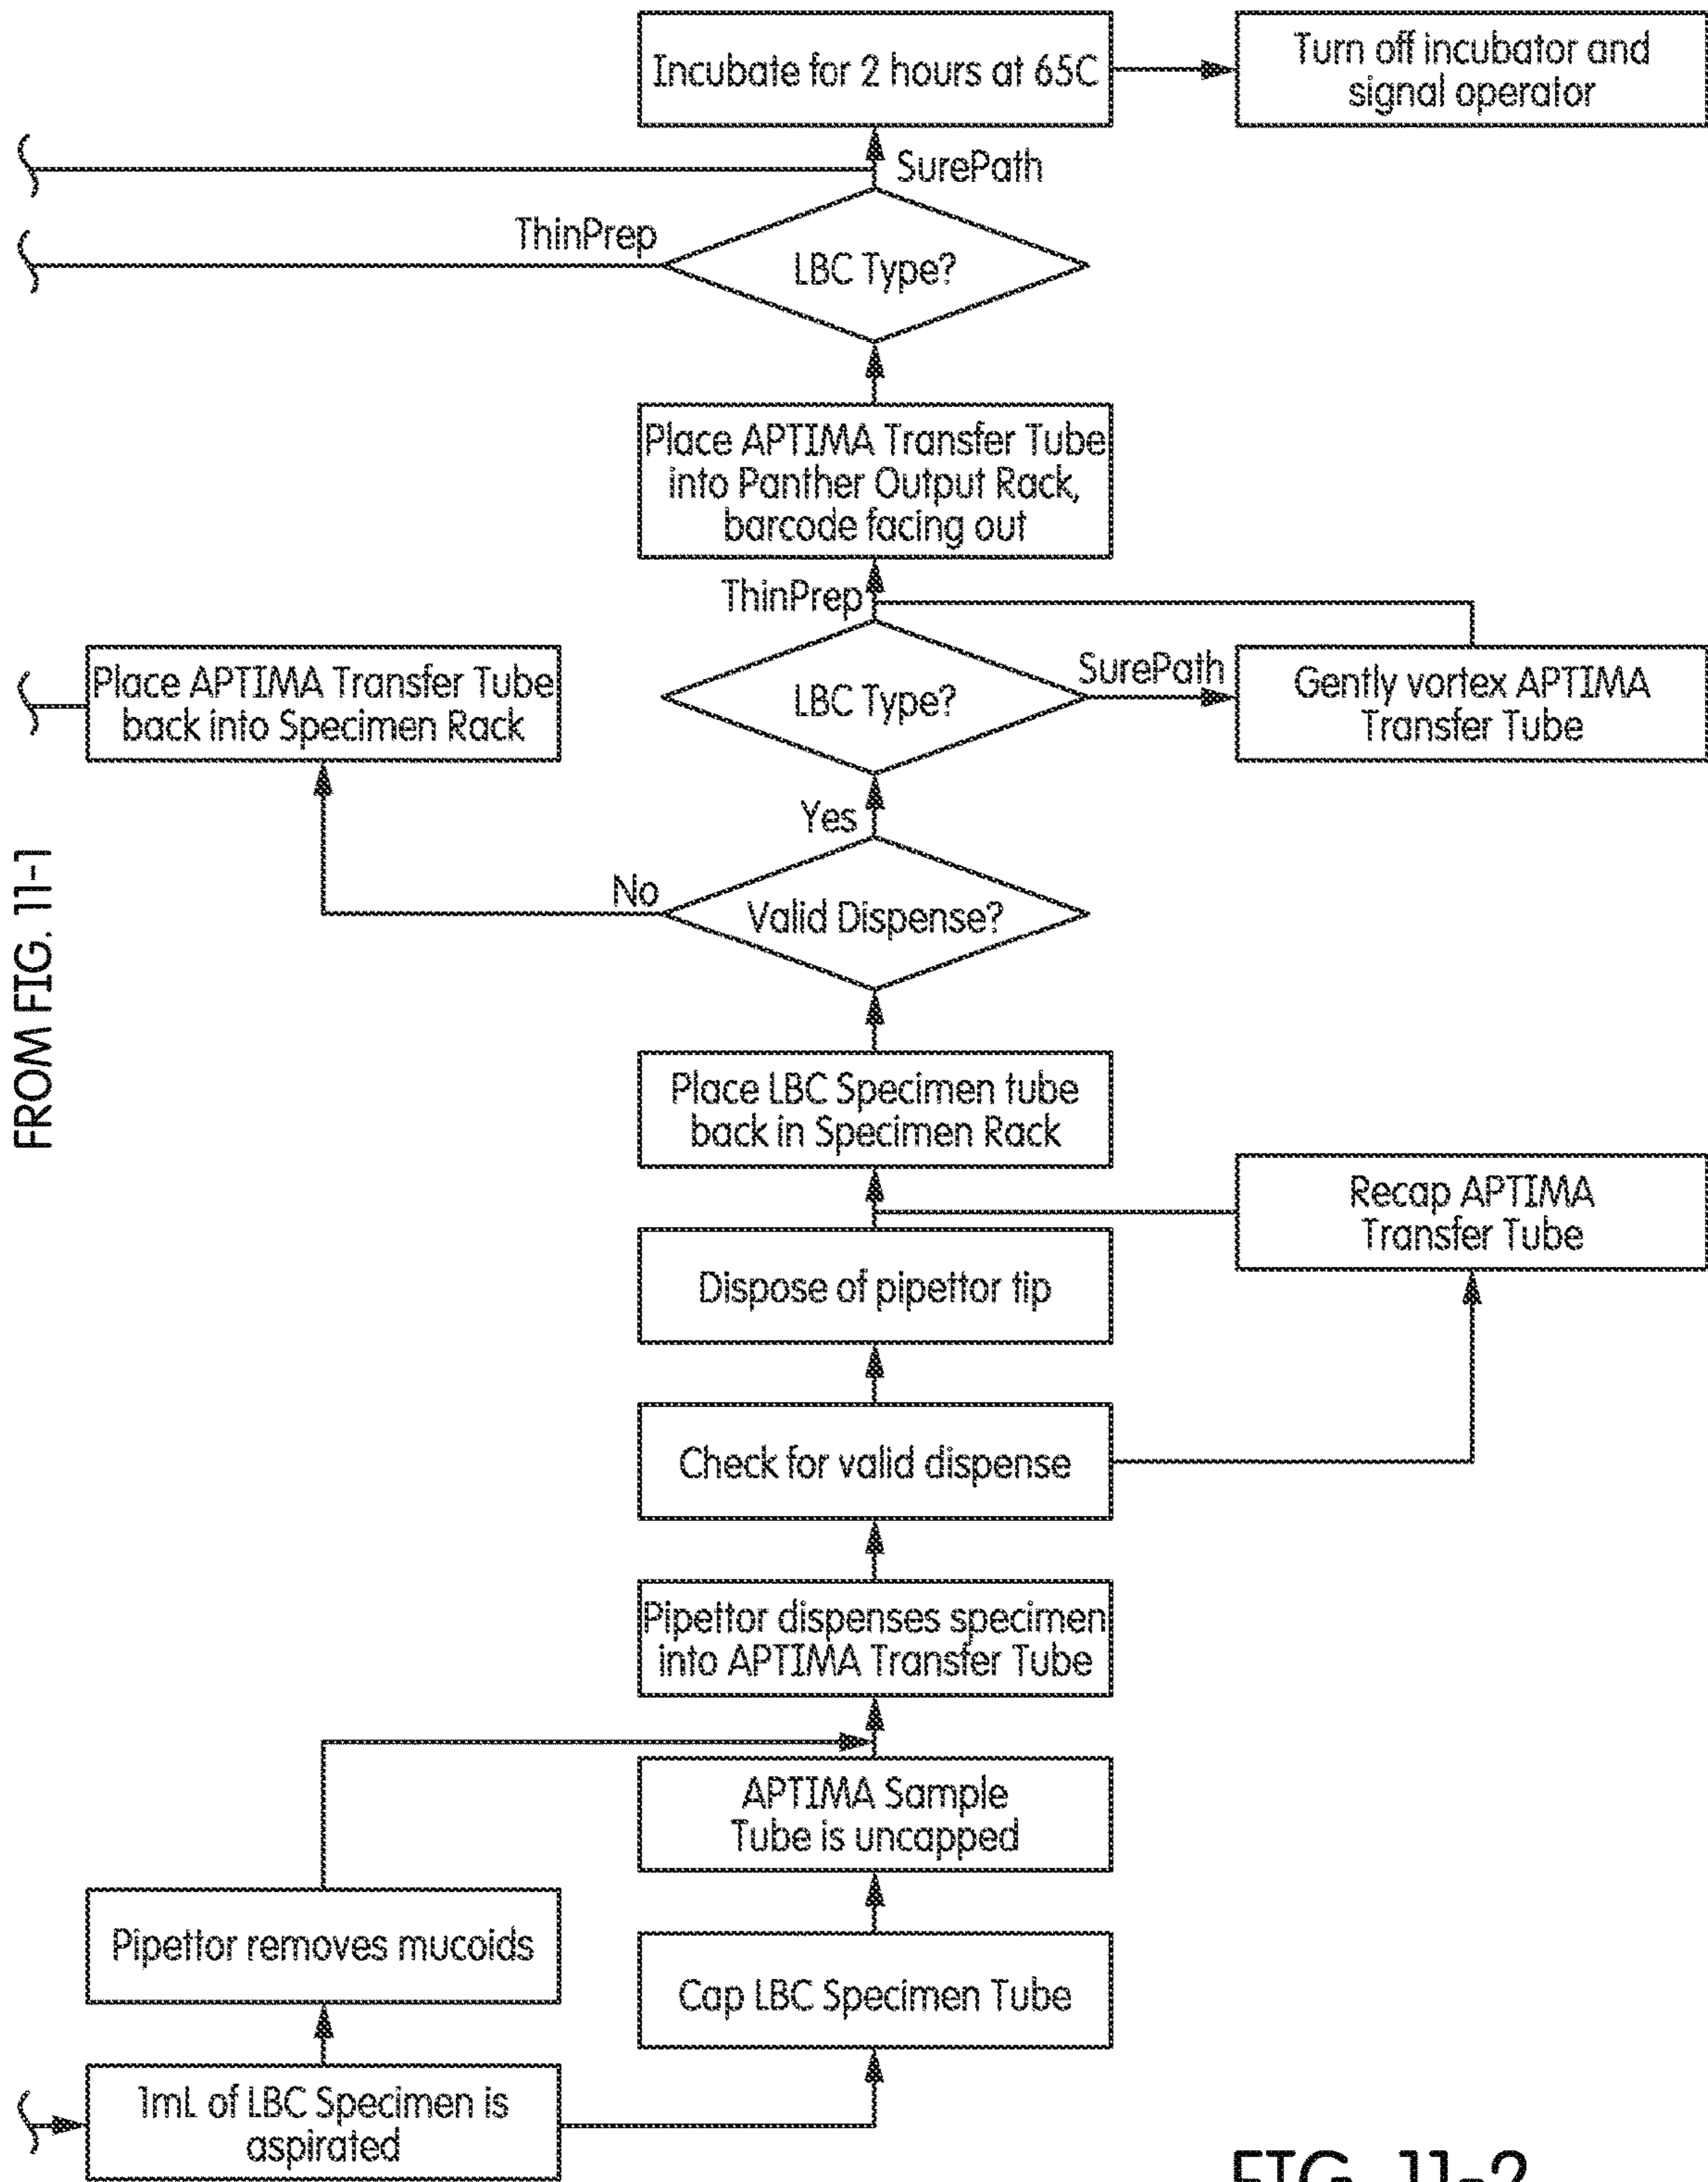 Incubate for 2 hours at 65C
Turn off incubator and
signal operator
SurePath
ThinPrep
LBC Type?
Place APTIMA Transfer Tube
into Panther Output Rack,
barcode facing out
ThinPrep
Place APTIMA Transfer Tube
back into Specimen Rack
LBC Type?
SurePath
Gently vortex APTIMA
Transfer Tube
Yes
No
Valid Dispense?
FROM FIG. 11-1
Place LBC Specimen tube
back in Specimen Rack
Recap APTIMA
Transfer Tube
Dispose of pipettor tip
Check for valid dispense
Pipettor dispenses specimen
into APTIMA Transfer Tube
APTIMA Sample
Tube is uncapped
Pipettor removes mucoids
Cap LBC Specimen Tube
1mL of LBC Specimen is
aspirated
FIG. 11-2